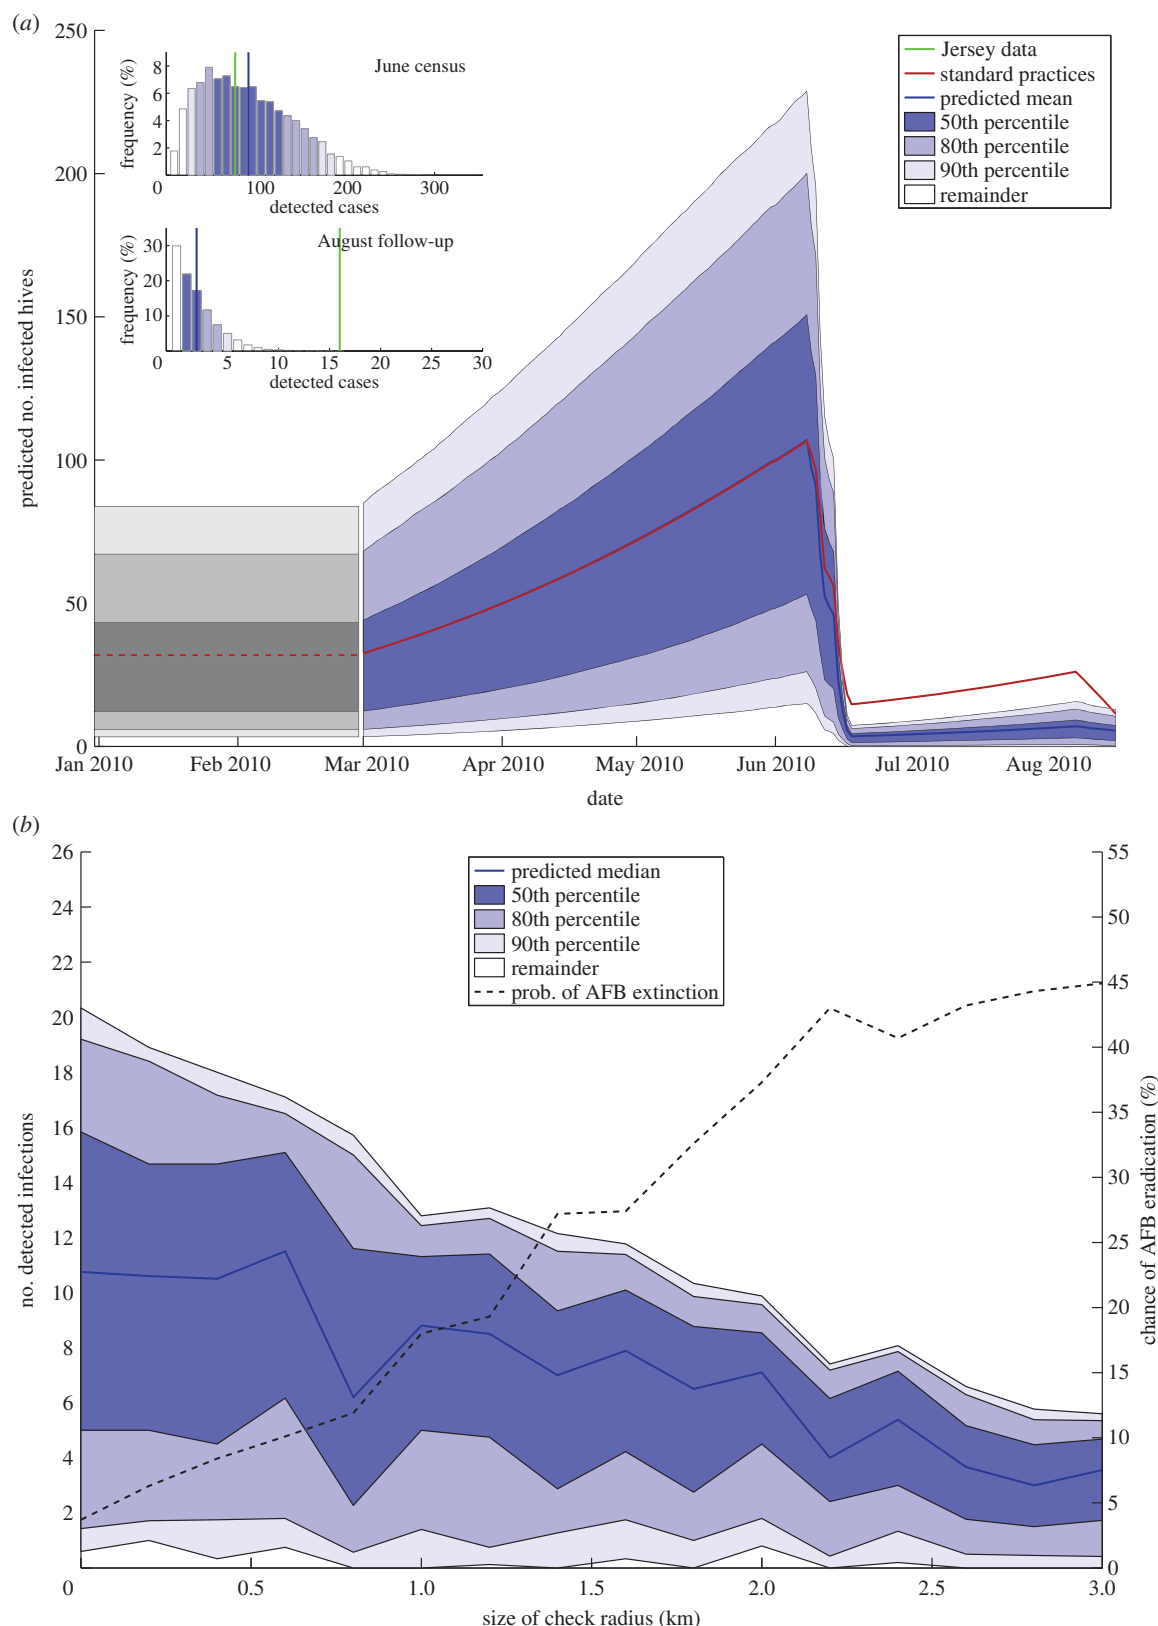 (a)
250
200
150
100
50
0
predicted no. infected hives
Jan 2010 Feb 2010 Mar 2010 Apr 2010 May 2010 Jun 2010 Jul 2010 Aug 2010
date
June census
8
6
4
2
frequency (%)
0 100 200 300
detected cases
August follow-up
30
20
10
frequency (%)
0 5 10 15 20 25 30
detected cases
Jersey data
standard practices
predicted mean
50th percentile
80th percentile
90th percentile
remainder
(b)
26
24
22
20
18
16
14
12
10
8
6
4
2
0
no. detected infections
predicted median
50th percentile
80th percentile
90th percentile
remainder
prob. of AFB extinction
55
50
45
40
35
30
25
20
15
10
5
0
chance of AFB eradication (%)
0.5 1.0 1.5 2.0 2.5 3.0
size of check radius (km)